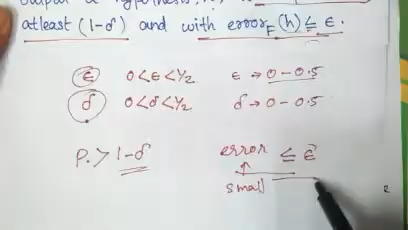 output a hypothesis,
atleast (1-δ) and with error_F (h) ≤ ϵ.
ϵ 0<ϵ<1/2 ϵ → 0-0.5
δ 0<δ<1/2 δ → 0-0.5
P. > 1-δ error ≤ ϵ
small